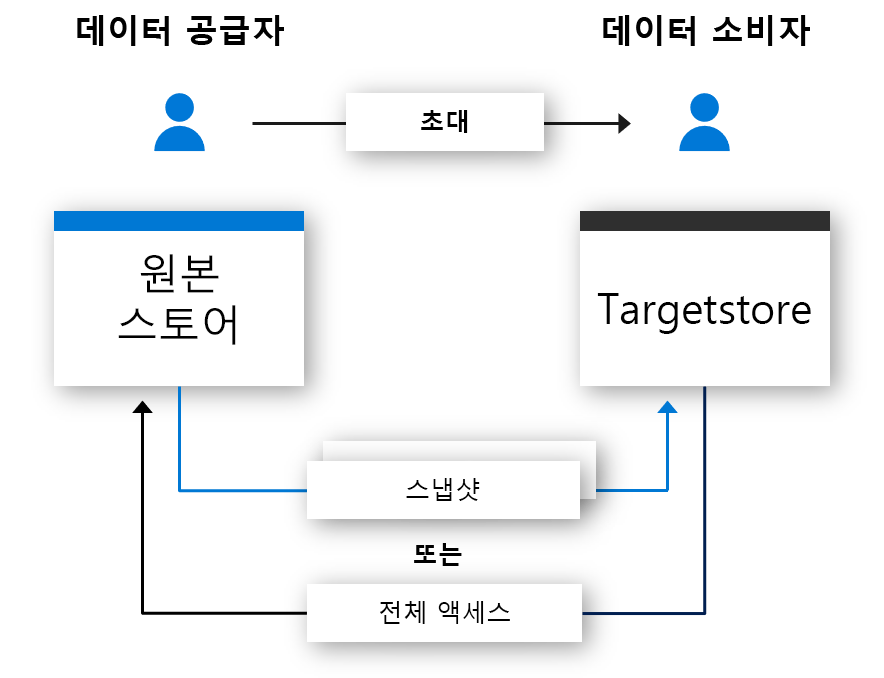 데이터 공급자
데이터 소비자
초대
원본
스토어
Targetstore
스냅샷
또는
전체 액세스